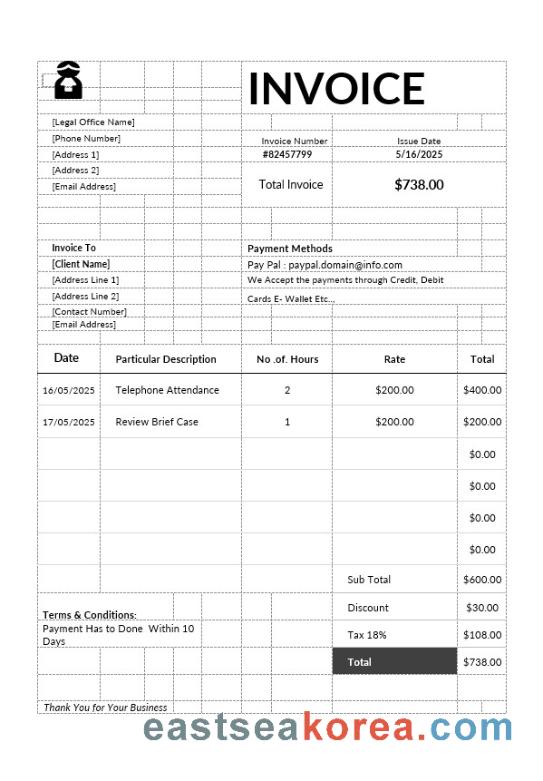 INVOICE
[Legal Office Name]
[Phone Number]
Invoice Number Issue Date
[Address 1]
#82457799 5/16/2025
[Address 2]
[Email Address]
Total Invoice $738.00
Invoice To
Payment Methods
[Client Name]
Pay Pal : paypal.domain@info.com
[Address Line 1]
We Accept the payments through Credit, Debit
[Address Line 2]
Cards E- Wallet Etc...
[Contact Number]
[Email Address]
Date Particular Description No .of. Hours Rate Total
16/05/2025 Telephone Attendance 2 $200.00 $400.00
17/05/2025 Review Brief Case 1 $200.00 $200.00
$0.00
$0.00
$0.00
$0.00
Sub Total $600.00
Discount $30.00
Terms & Conditions:
Payment Has to Done Within 10
Days
Tax 18% $108.00
Total $738.00
Thank You for Your Business
eastseakorea.com